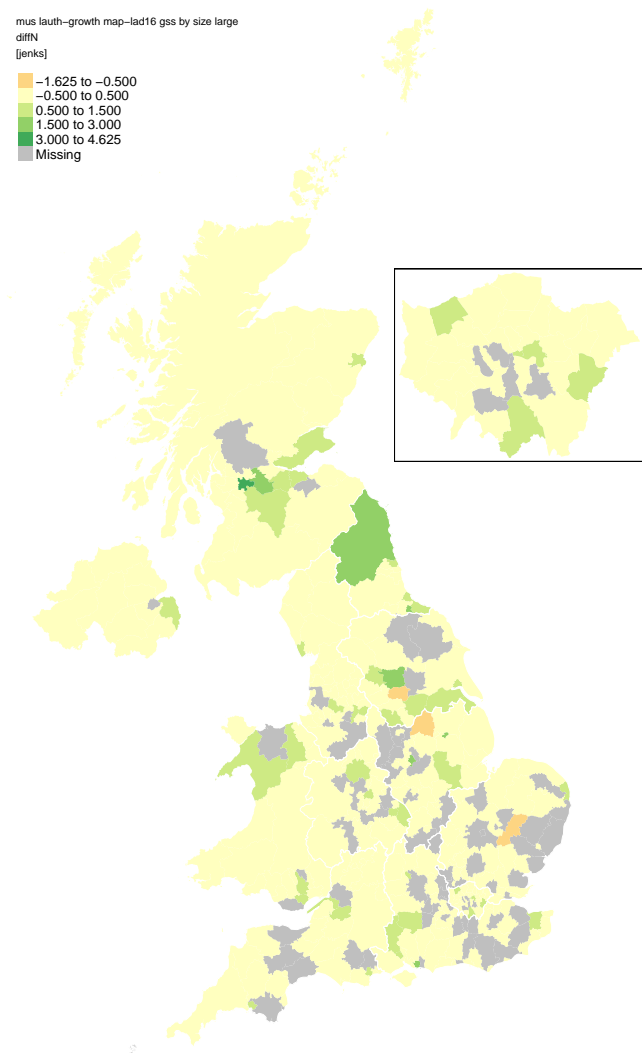 mus lauth−growth map−lad16 gss by size large
diffN
[jenks]
−1.625 to −0.500
−0.500 to 0.500
0.500 to 1.500
1.500 to 3.000
3.000 to 4.625
Missing